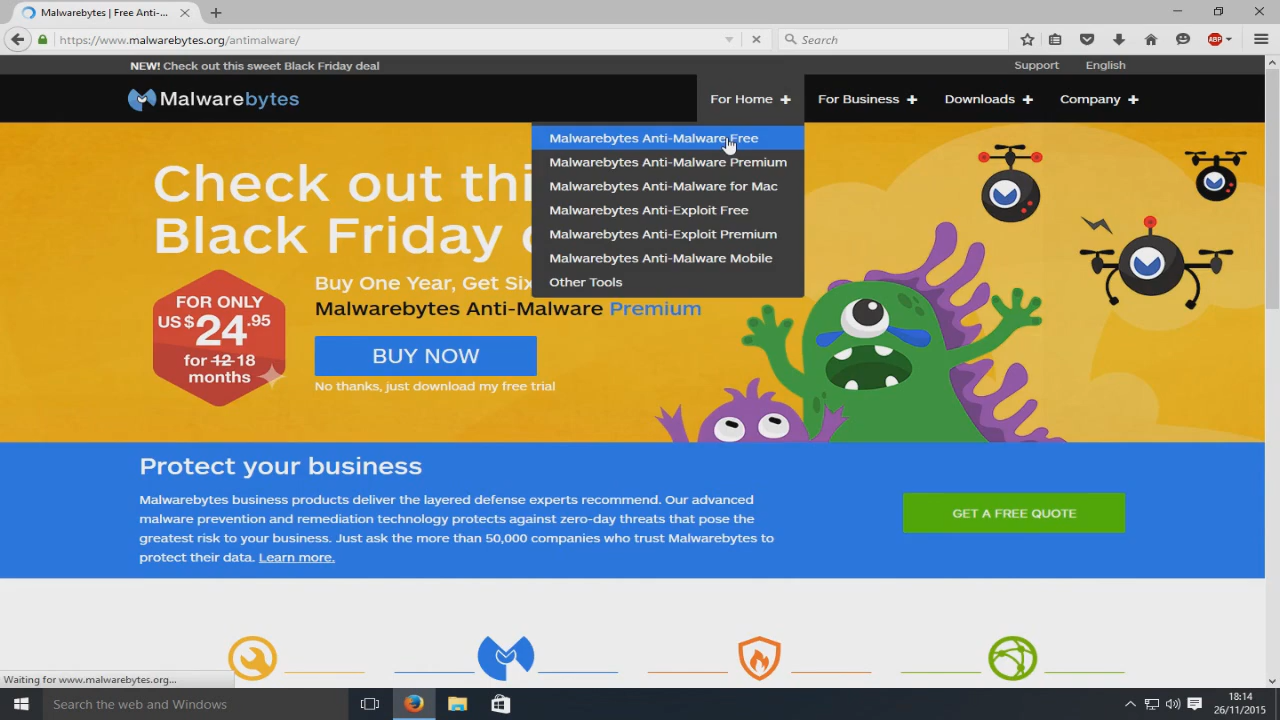 Malwarebytes | Free Anti-...
https://www.malwarebytes.org/antimalware/
Search
ABP
NEW! Check out this sweet Black Friday deal
Support
English
Malwarebytes
For Home +
For Business +
Downloads +
Company +
Malwarebytes Anti-Malware Free
Malwarebytes Anti-Malware Premium
Malwarebytes Anti-Malware for Mac
Malwarebytes Anti-Exploit Free
Malwarebytes Anti-Exploit Premium
Malwarebytes Anti-Malware Mobile
Other Tools
Check out thi
Black Friday
Buy One Year, Get Six
Malwarebytes Anti-Malware Premium
FOR ONLY
US$24.95
for 12 18
months
BUY NOW
No thanks, just download my free trial
Protect your business
Malwarebytes business products deliver the layered defense experts recommend. Our advanced
malware prevention and remediation technology protects against zero-day threats that pose the
greatest risk to your business. Just ask the more than 50,000 companies who trust Malwarebytes to
protect their data. Learn more.
GET A FREE QUOTE
Waiting for www.malwarebytes.org...
Search the web and Windows
18:14
26/11/2015